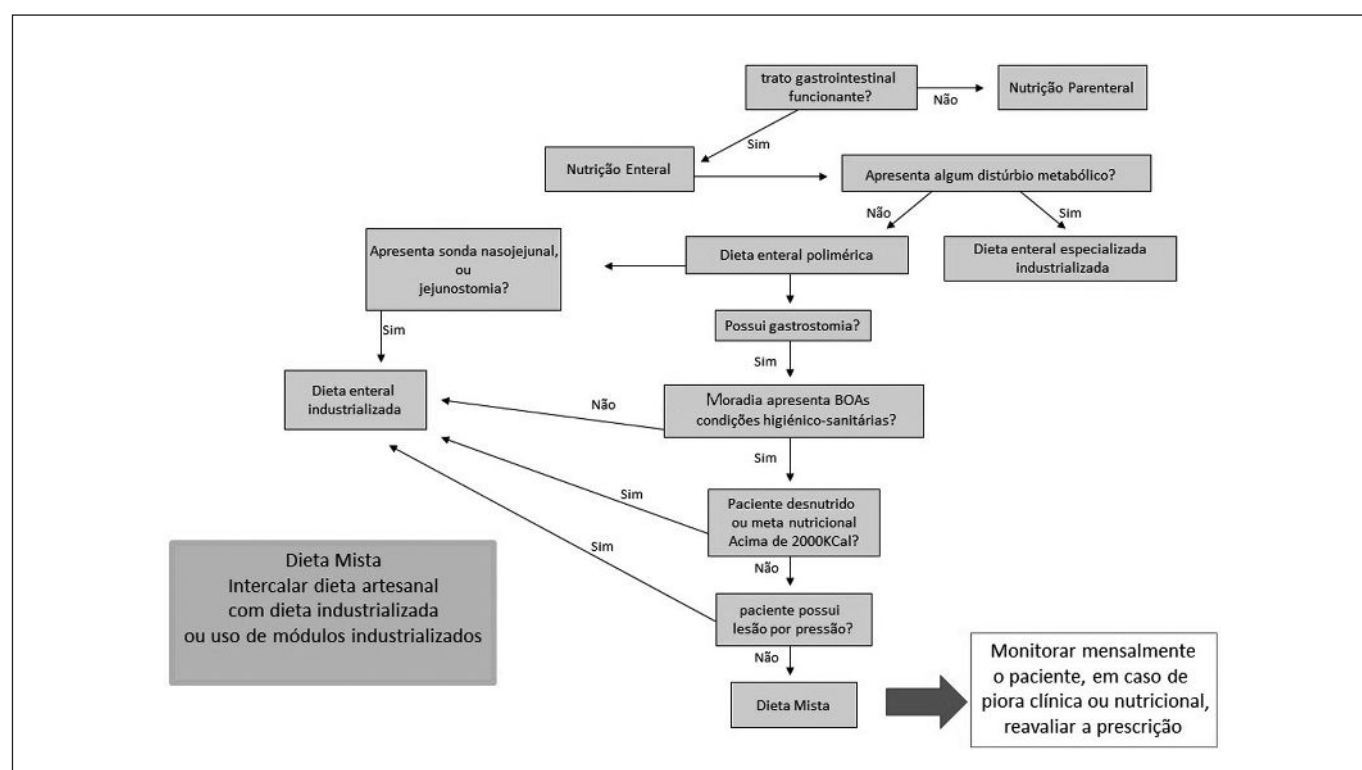 trato gastrointestinal
funcionante?
Não
Nutrição Parenteral
Sim
Nutrição Enteral
Apresenta algum distúrbio metabólico?
Não
Sim
Apresenta sonda nasojejunal,
ou
jejunostomia?
Dieta enteral polimérica
Dieta enteral especializada
industrializada
Sim
Possui gastrostomia?
Sim
Dieta enteral
industrializada
Não
Moradia apresenta BOAs
condições higiénico-sanitárias?
Sim
Sim
Paciente desnutrido
ou meta nutricional
Acima de 2000KCal?
Sim
Não
Dieta Mista
Intercalar dieta artesanal
com dieta industrializada
ou uso de módulos industrializados
paciente possui
lesão por pressão?
Não
Dieta Mista
Monitorar mensalmente
o paciente, em caso de
piora clínica ou nutricional,
reavaliar a prescrição